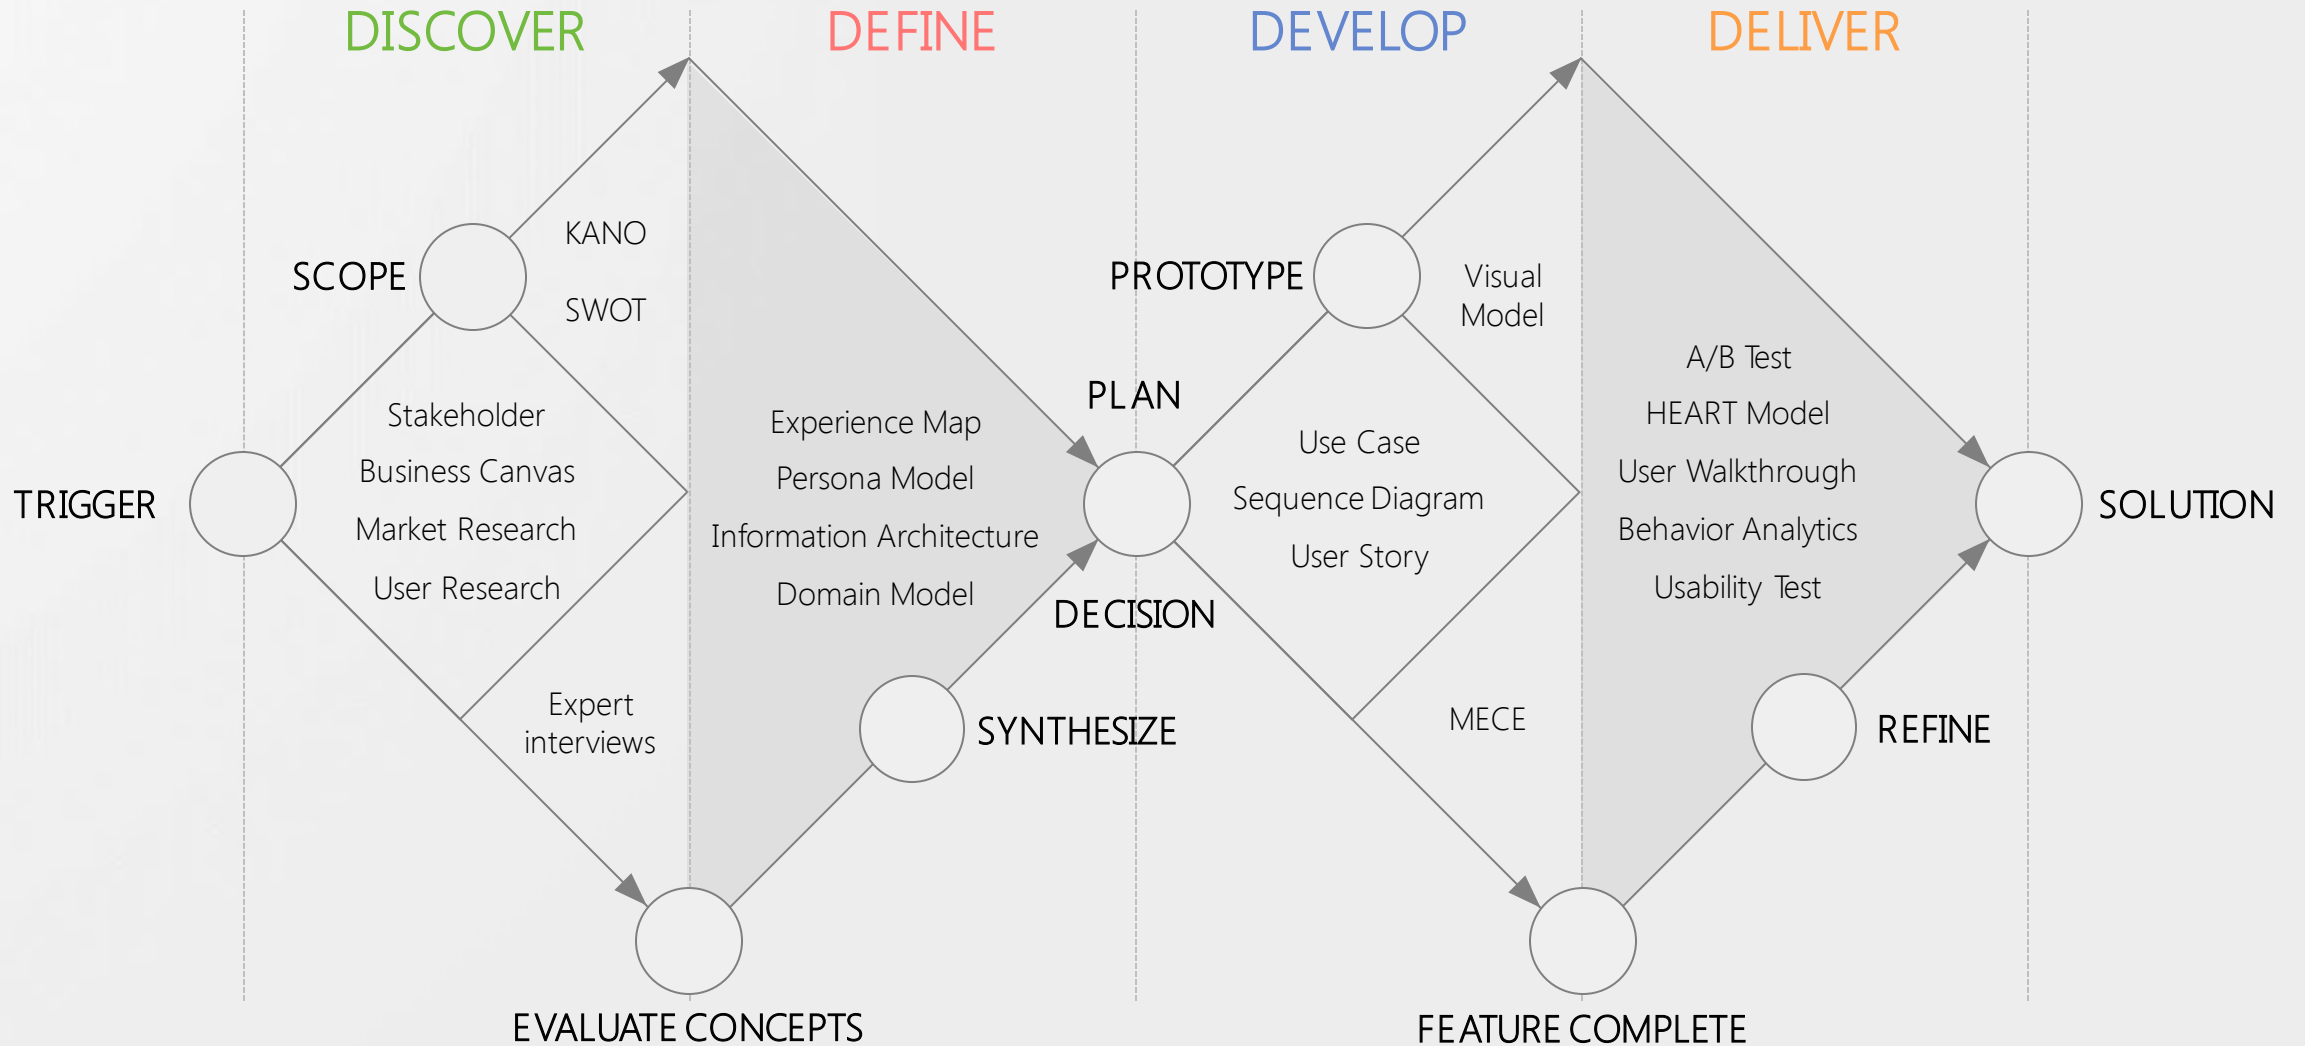 DISCOVER
DEFINE
DEVELOP
DELIVER
KANO
SCOPE
SWOT
Stakeholder
Business Canvas
Market Research
User Research
TRIGGER
Expert
interviews
EVALUATE CONCEPTS
Experience Map
Persona Model
Information Architecture
Domain Model
SYNTHESIZE
PLAN
DECISION
PROTOTYPE
Visual
Model
Use Case
Sequence Diagram
User Story
MECE
FEATURE COMPLETE
A/B Test
HEART Model
User Walkthrough
Behavior Analytics
Usability Test
REFINE
SOLUTION